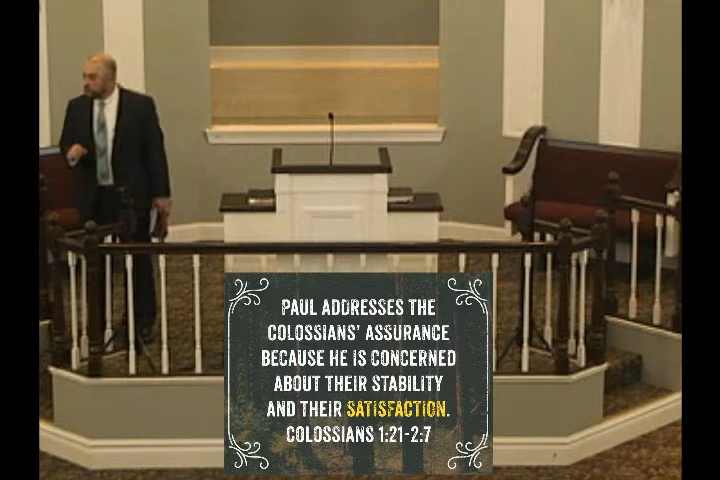 PAUL ADDRESSES THE
COLOSSIANS' ASSURANCE
BECAUSE HE IS CONCERNED
ABOUT THEIR STABILITY
AND THEIR SATISFACTION.
COLOSSIANS 1:21-2:7